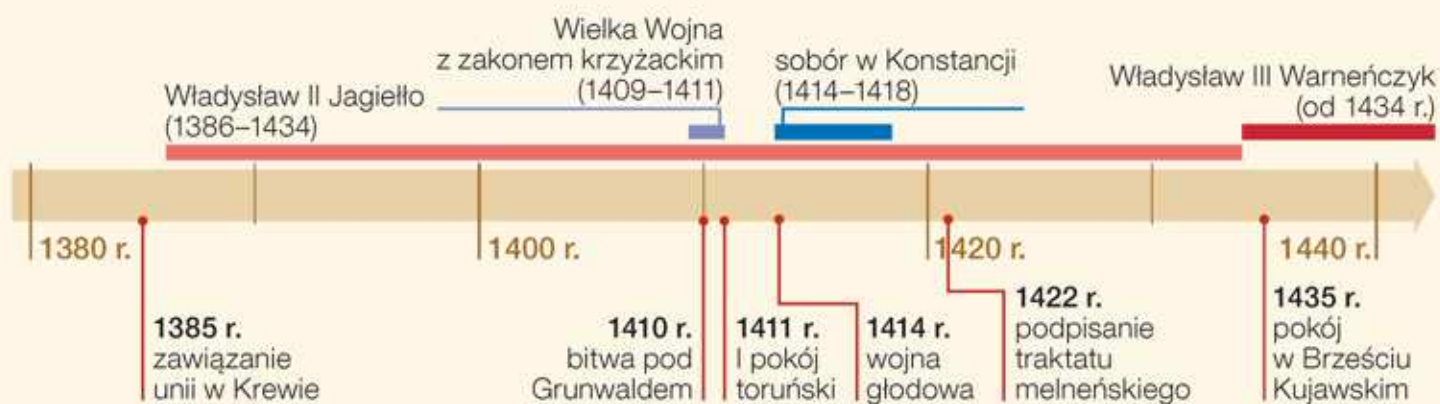 Władysław II Jagiełło
(1386–1434)
Wielka Wojna
z zakonem krzyżackim
(1409–1411)
sobór w Konstancji
(1414–1418)
Władysław III Warneńczyk
(od 1434 r.)
1380 r.
1400 r.
1420 r.
1440 r.
1385 r.
zawiązanie
unii w Krewie
1410 r.
bitwa pod
Grunwaldem
1411 r.
I pokój
toruński
1414 r.
wojna
głodowa
1422 r.
podpisanie
traktatu
melneńskiego
1435 r.
pokój
w Brześciu
Kujawskim